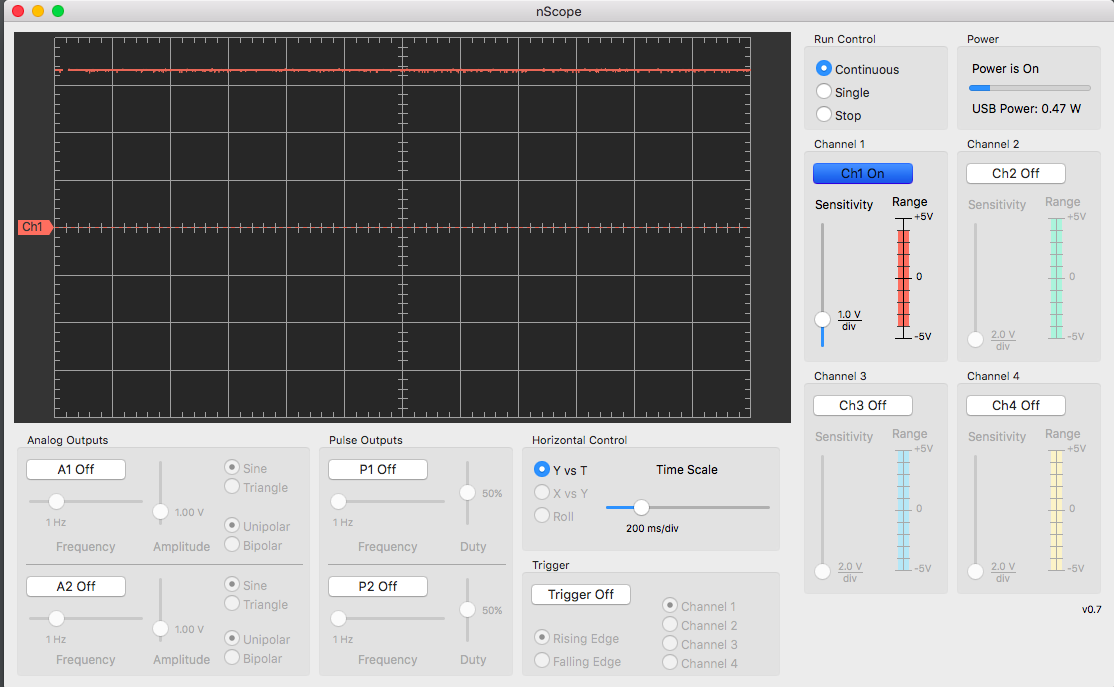 nScope
Ch1
Run Control
Continuous
Single
Stop
Power
Power is On
USB Power: 0.47 W
Channel 1
Ch1 On
Sensitivity
Range
+5V
0
-5V
1.0 V
div
Channel 2
Ch2 Off
Sensitivity
Range
+5V
0
-5V
2.0 V
div
Channel 3
Ch3 Off
Sensitivity
Range
+5V
0
-5V
2.0 V
div
Channel 4
Ch4 Off
Sensitivity
Range
+5V
0
-5V
2.0 V
div
Analog Outputs
A1 Off
1 Hz
Frequency
1.00 V
Amplitude
Sine
Triangle
Unipolar
Bipolar
A2 Off
1 Hz
Frequency
1.00 V
Amplitude
Sine
Triangle
Unipolar
Bipolar
Pulse Outputs
P1 Off
1 Hz
Frequency
50%
Duty
P2 Off
1 Hz
Frequency
50%
Duty
Horizontal Control
Y vs T
X vs Y
Roll
Time Scale
200 ms/div
Trigger
Trigger Off
Rising Edge
Falling Edge
Channel 1
Channel 2
Channel 3
Channel 4
v0.7